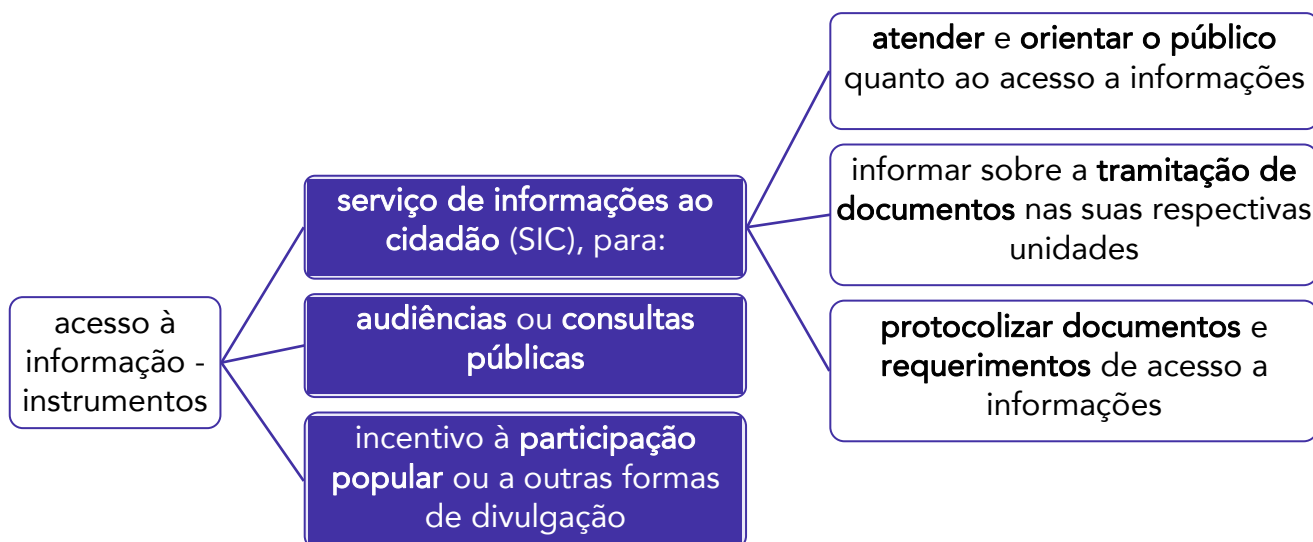 acesso à
informação -
instrumentos
serviço de informações ao
cidadão (SIC), para:
atender e orientar o público
quanto ao acesso a informações
informar sobre a tramitação de
documentos nas suas respectivas
unidades
protocolizar documentos e
requerimentos de acesso a
informações
audiências ou consultas
públicas
incentivo à participação
popular ou a outras formas
de divulgação